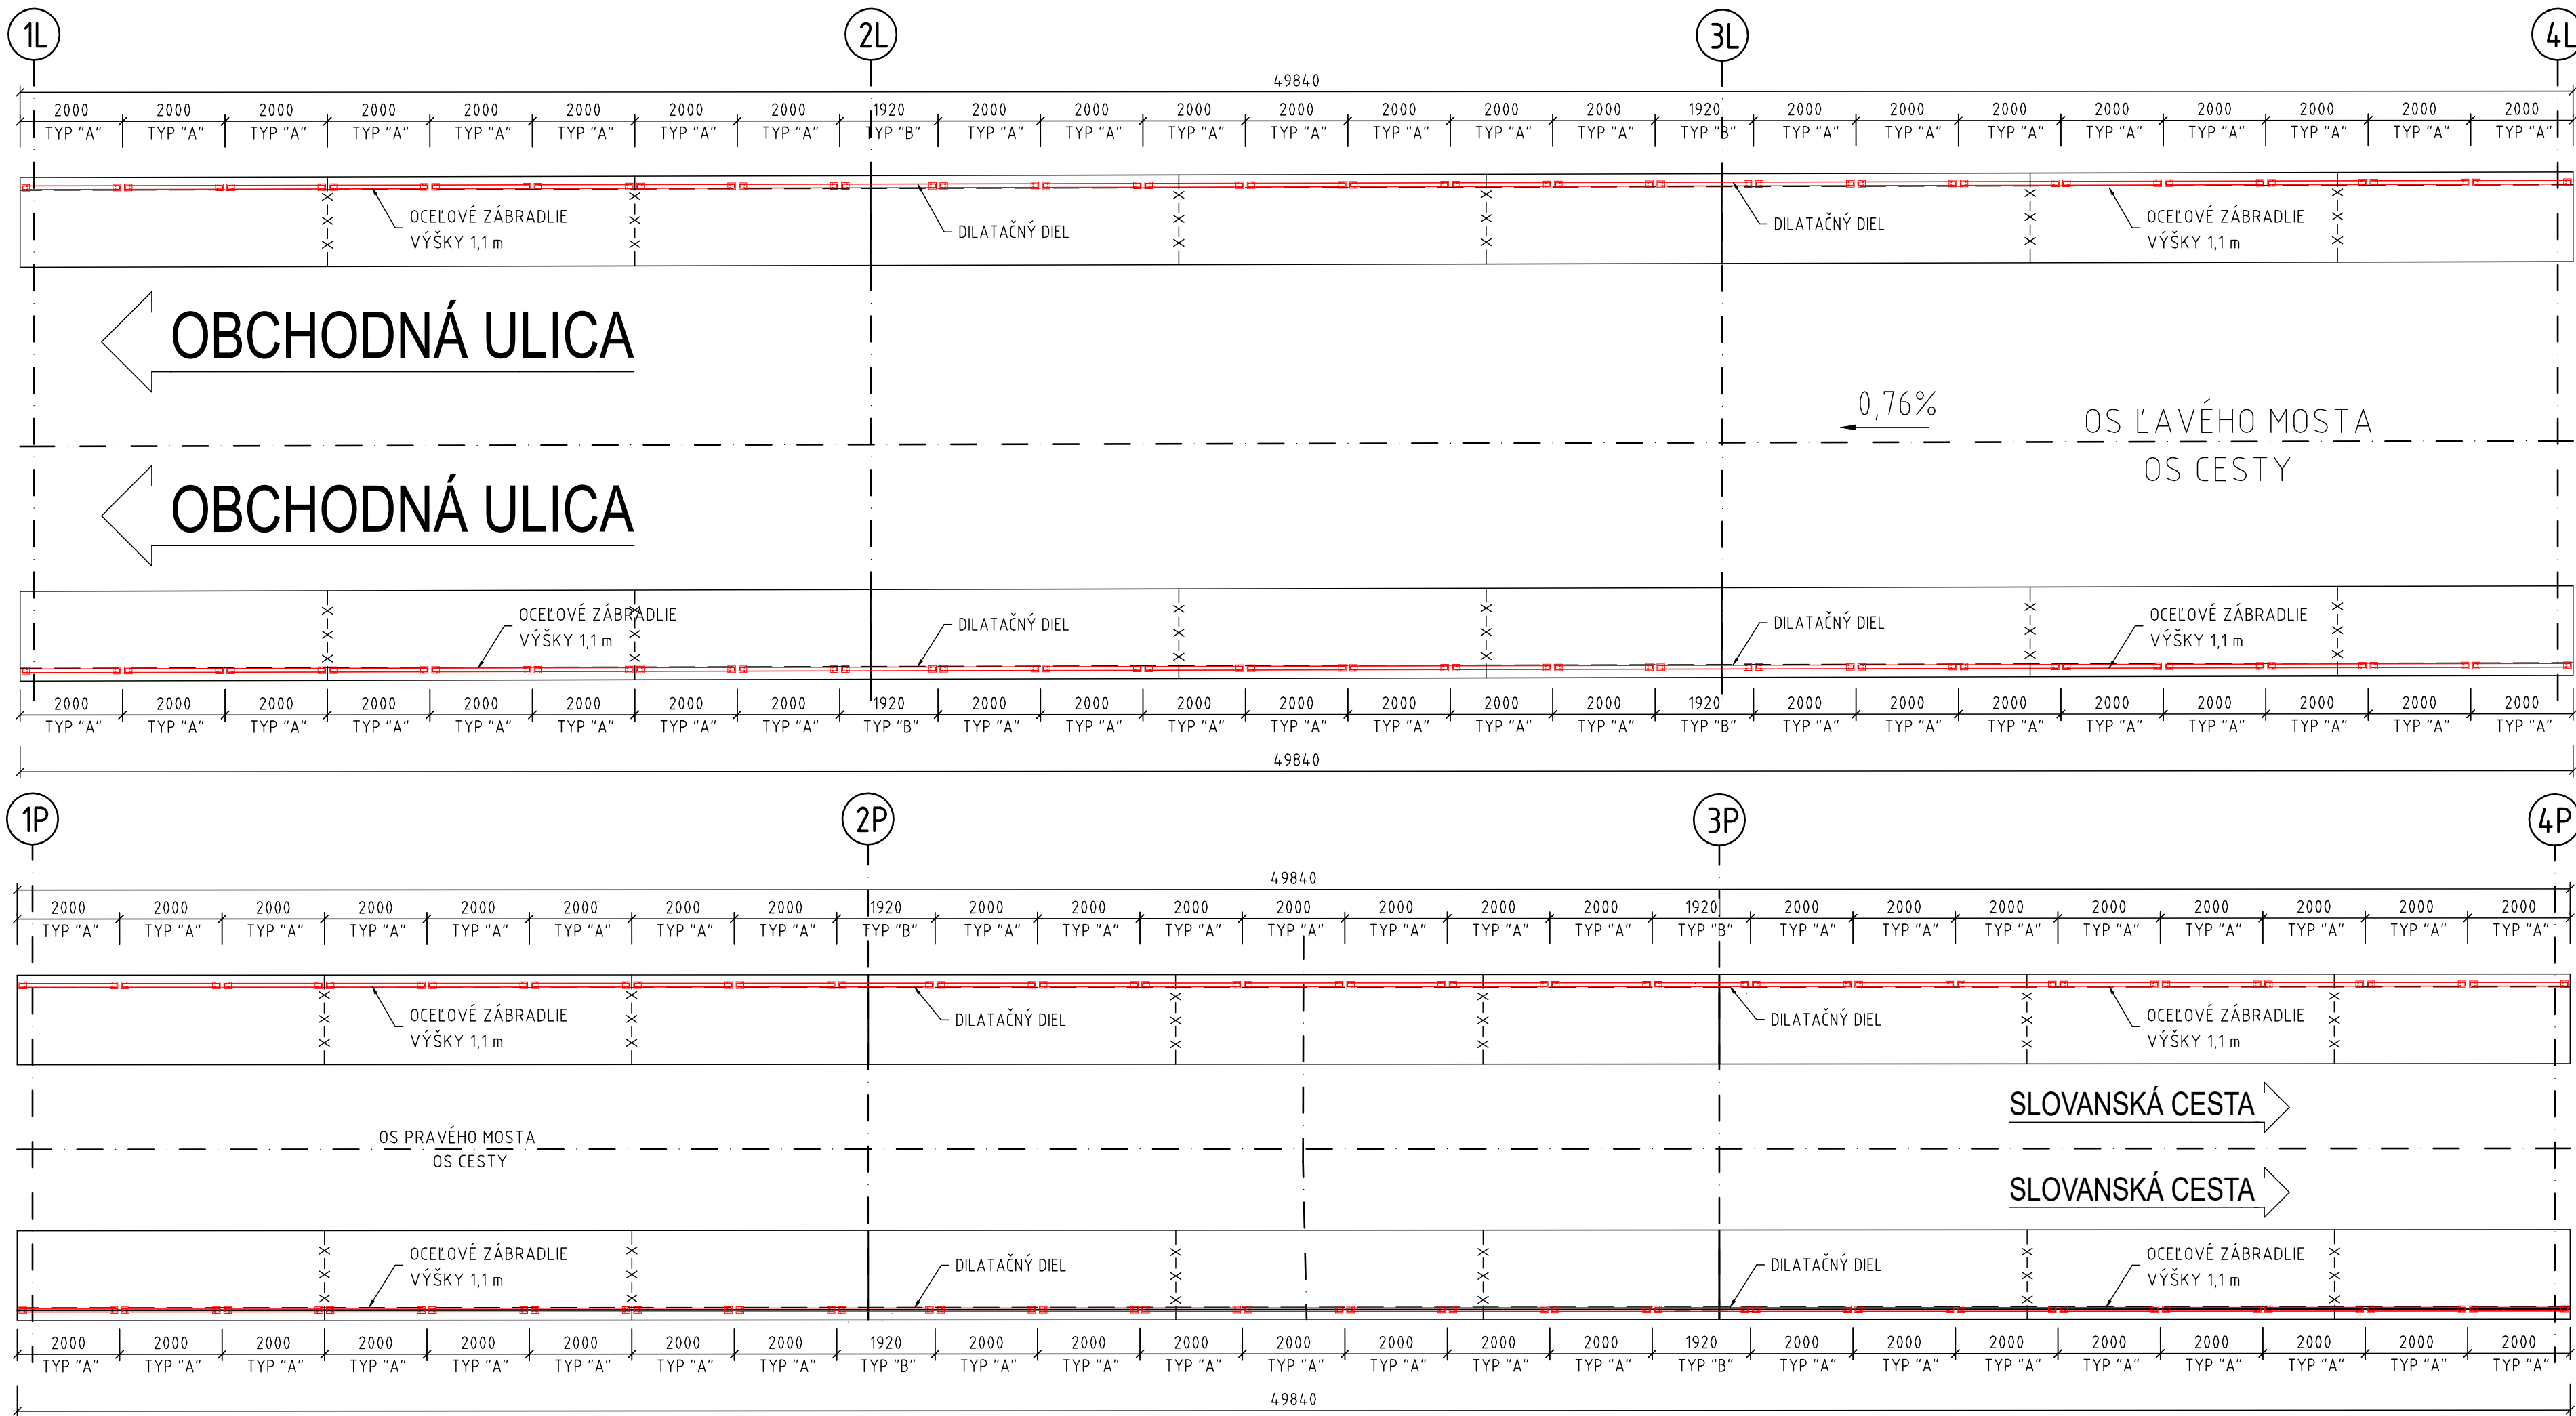 1L 2L 3L 4L
49840
2000 2000 2000 2000 2000 2000 2000 2000 1920 2000 2000 2000 2000 2000 2000 2000 1920 2000 2000 2000 2000 2000 2000 2000 2000
TYP "A" TYP "A" TYP "A" TYP "A" TYP "A" TYP "A" TYP "A" TYP "A" TYP "B" TYP "A" TYP "A" TYP "A" TYP "A" TYP "A" TYP "A" TYP "A" TYP "B" TYP "A" TYP "A" TYP "A" TYP "A" TYP "A" TYP "A" TYP "A" TYP "A"
OCEĽOVÉ ZÁBRADLIE
VÝŠKY 1,1 m
DILATAČNÝ DIEL
DILATAČNÝ DIEL
OCEĽOVÉ ZÁBRADLIE
VÝŠKY 1,1 m
OBCHODNÁ ULICA
0,76%
OS ĽAVÉHO MOSTA
OS CESTY
OBCHODNÁ ULICA
OCEĽOVÉ ZÁBRADLIE
VÝŠKY 1,1 m
DILATAČNÝ DIEL
DILATAČNÝ DIEL
OCEĽOVÉ ZÁBRADLIE
VÝŠKY 1,1 m
2000 2000 2000 2000 2000 2000 2000 2000 1920 2000 2000 2000 2000 2000 2000 2000 1920 2000 2000 2000 2000 2000 2000 2000 2000
TYP "A" TYP "A" TYP "A" TYP "A" TYP "A" TYP "A" TYP "A" TYP "A" TYP "B" TYP "A" TYP "A" TYP "A" TYP "A" TYP "A" TYP "A" TYP "A" TYP "B" TYP "A" TYP "A" TYP "A" TYP "A" TYP "A" TYP "A" TYP "A" TYP "A"
49840
1P 2P 3P 4P
49840
2000 2000 2000 2000 2000 2000 2000 2000 1920 2000 2000 2000 2000 2000 2000 2000 1920 2000 2000 2000 2000 2000 2000 2000 2000
TYP "A" TYP "A" TYP "A" TYP "A" TYP "A" TYP "A" TYP "A" TYP "A" TYP "B" TYP "A" TYP "A" TYP "A" TYP "A" TYP "A" TYP "A" TYP "A" TYP "B" TYP "A" TYP "A" TYP "A" TYP "A" TYP "A" TYP "A" TYP "A" TYP "A"
OCEĽOVÉ ZÁBRADLIE
VÝŠKY 1,1 m
DILATAČNÝ DIEL
DILATAČNÝ DIEL
OCEĽOVÉ ZÁBRADLIE
VÝŠKY 1,1 m
SLOVANSKÁ CESTA
OS PRAVÉHO MOSTA
OS CESTY
SLOVANSKÁ CESTA
OCEĽOVÉ ZÁBRADLIE
VÝŠKY 1,1 m
DILATAČNÝ DIEL
DILATAČNÝ DIEL
OCEĽOVÉ ZÁBRADLIE
VÝŠKY 1,1 m
2000 2000 2000 2000 2000 2000 2000 2000 1920 2000 2000 2000 2000 2000 2000 2000 1920 2000 2000 2000 2000 2000 2000 2000 2000
TYP "A" TYP "A" TYP "A" TYP "A" TYP "A" TYP "A" TYP "A" TYP "A" TYP "B" TYP "A" TYP "A" TYP "A" TYP "A" TYP "A" TYP "A" TYP "A" TYP "B" TYP "A" TYP "A" TYP "A" TYP "A" TYP "A" TYP "A" TYP "A" TYP "A"
49840